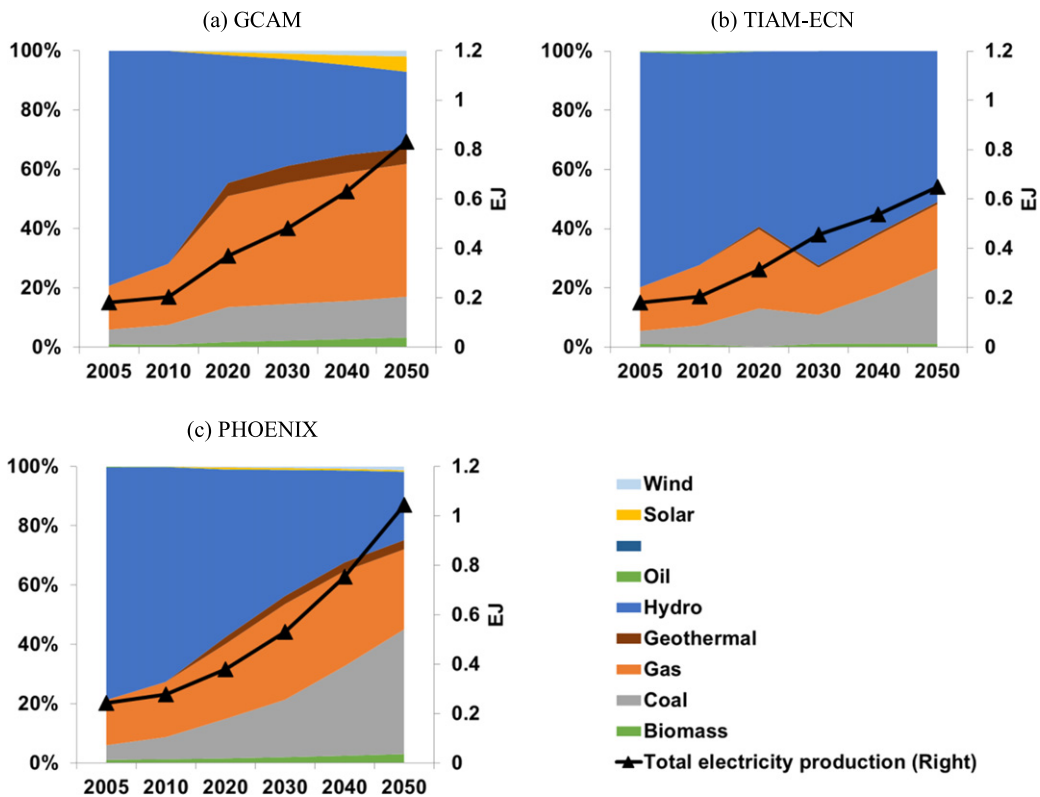 (a) GCAM
100%
80%
60%
40%
20%
0%
1.2
1
0.8
0.6
0.4
0.2
0
EJ
2005 2010 2020 2030 2040 2050
(b) TIAM-ECN
100%
80%
60%
40%
20%
0%
1.2
1
0.8
0.6
0.4
0.2
0
EJ
2005 2010 2020 2030 2040 2050
(c) PHOENIX
100%
80%
60%
40%
20%
0%
1.2
1
0.8
0.6
0.4
0.2
0
EJ
2005 2010 2020 2030 2040 2050
Wind
Solar
Oil
Hydro
Geothermal
Gas
Coal
Biomass
Total electricity production (Right)